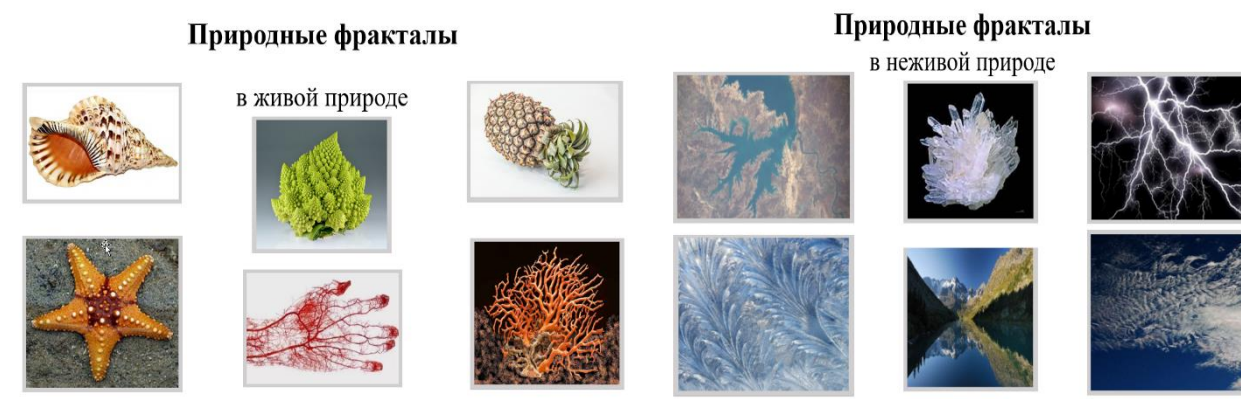 Природные фракталы
в живой природе
Природные фракталы
в неживой природе